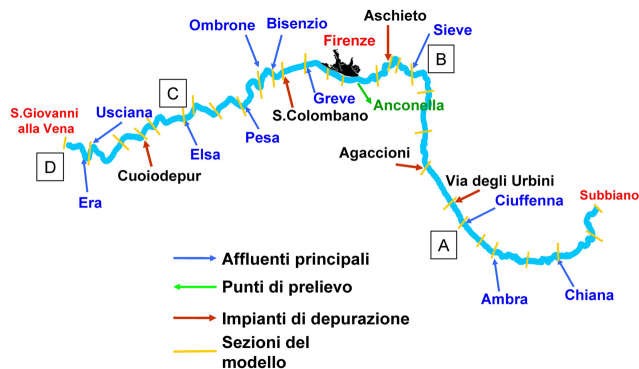 Aschieto
Ombrone
Bisenzio
Firenze
Sieve
B
C
S.Giovanni
alla Vena
Usciana
Greve
Anconella
S.Colombano
Pesa
Elsa
D
Cuoiodepur
Era
Agaccioni
Via degli Urbini
Ciuffenna
Subbiano
A
Ambra
Chiana
Affluenti principali
Punti di prelievo
Impianti di depurazione
Sezioni del
modello